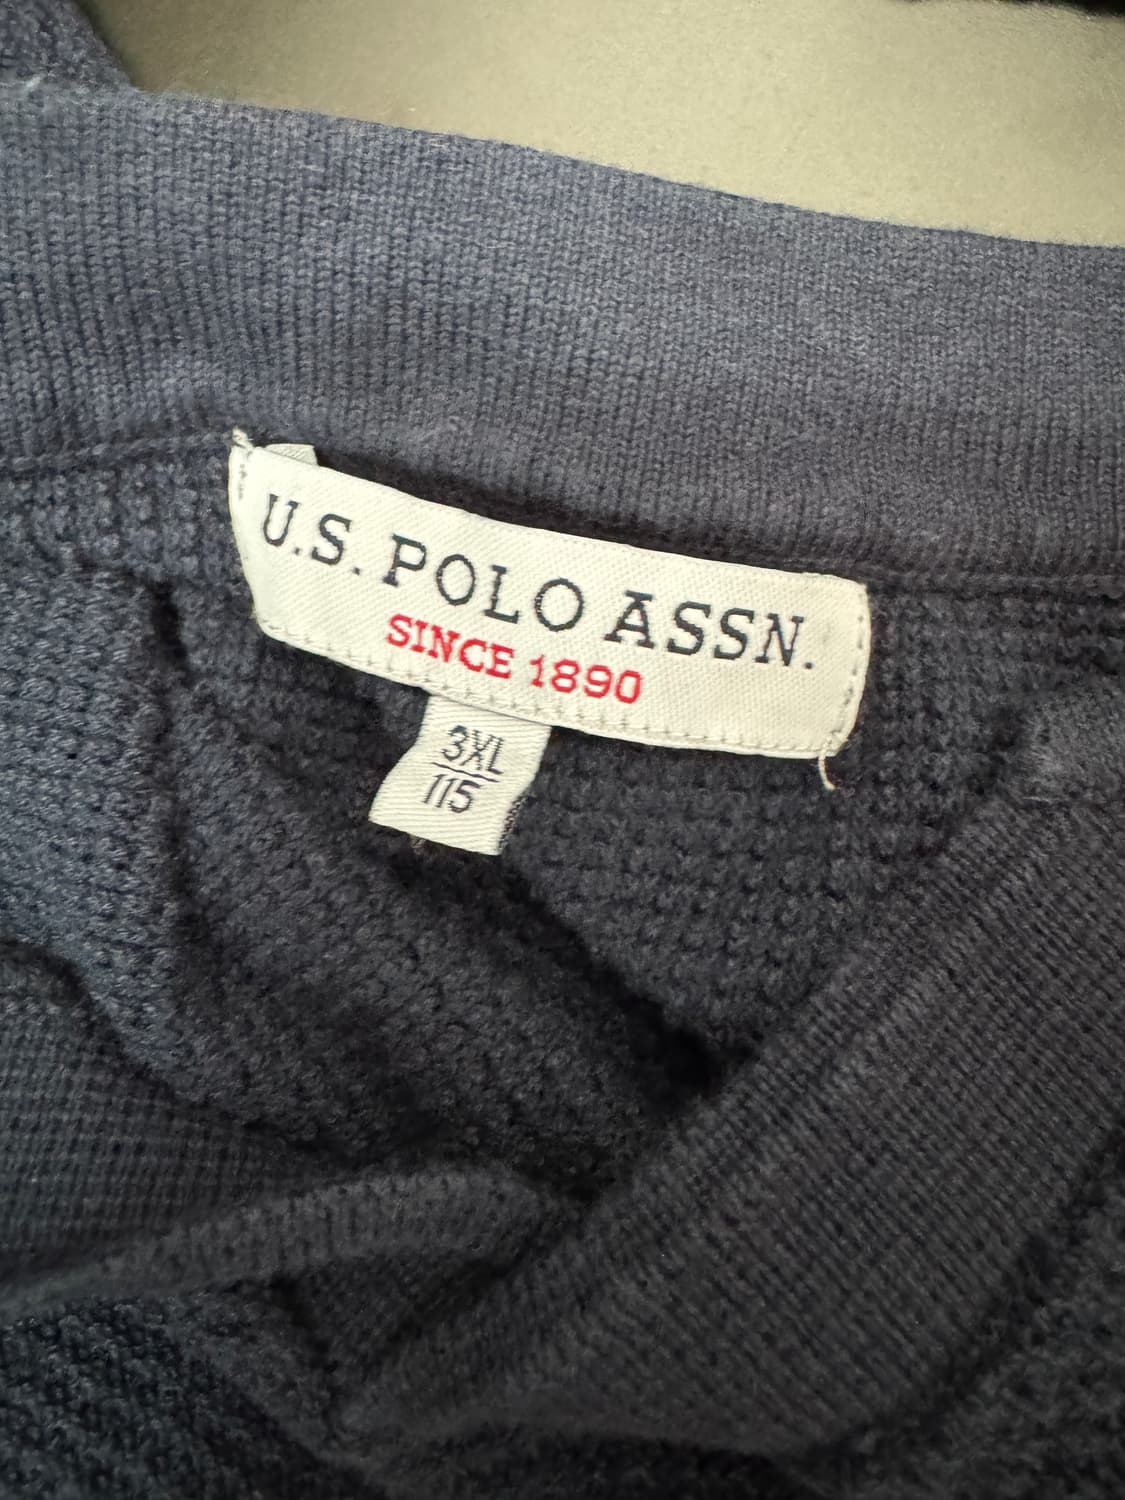 U.S. POLO ASSN.
SINCE 1890
3XL
115